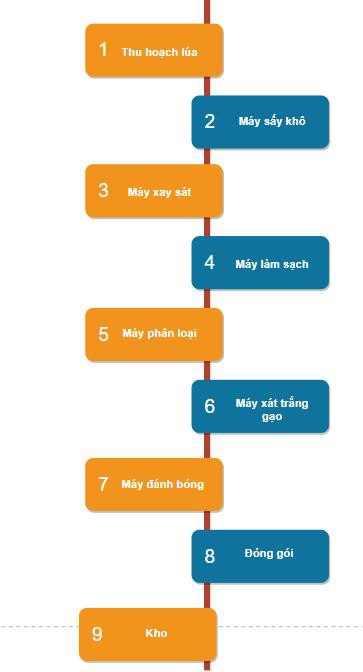 1 Thu hoạch lúa
2 Máy sấy khô
3 Máy xay sát
4 Máy làm sạch
5 Máy phân loại
6 Máy xát trắng
gạo
7 Máy đánh bóng
8 Đóng gói
9 Kho